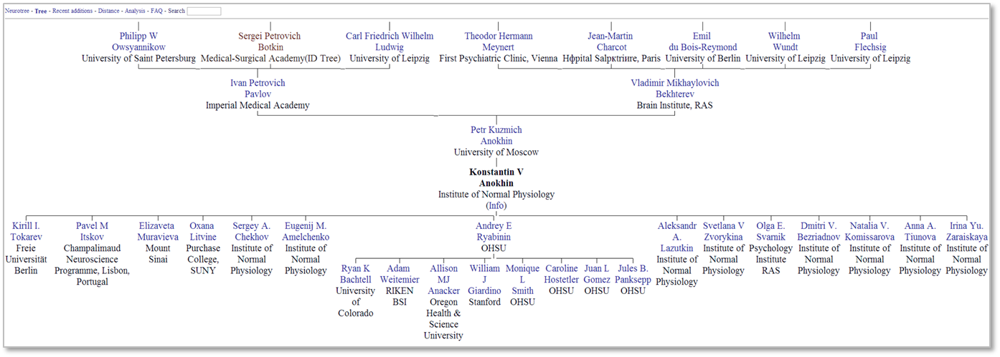 Neurotree - Tree - Recent additions - Distance - Analysis - FAQ - Search
Philipp W
Owsyannikow
University of Saint Petersburg
Sergei Petrovich
Botkin
Medical-Surgical Academy(ID Tree)
Carl Friedrich Wilhelm
Ludwig
University of Leipzig
Theodor Hermann
Meynert
First Psychiatric Clinic, Vienna
Jean-Martin
Charcot
Hфpital Salpкtriиre, Paris
Emil
du Bois-Reymond
University of Berlin
Wilhelm
Wundt
University of Leipzig
Paul
Flechsig
University of Leipzig
Ivan Petrovich
Pavlov
Imperial Medical Academy
Vladimir Mikhaylovich
Bekhterev
Brain Institute, RAS
Petr Kuzmich
Anokhin
University of Moscow
Konstantin V
Anokhin
Institute of Normal Physiology
(Info)
Kirill I.
Tokarev
Freie
Universität
Berlin
Pavel M
Itskov
Champalimaud
Neuroscience
Programme, Lisbon,
Portugal
Elizaveta
Muravieva
Mount
Sinai
Oxana
Litvine
Purchase
College,
SUNY
Sergey A.
Chekhov
Institute of
Normal
Physiology
Eugenij M.
Amelchenko
Institute of
Normal
Physiology
Andrey E
Ryabinin
OHSU
Ryan K
Bachtell
University
of
Colorado
Adam
Weitemier
RIKEN
BSI
Allison
MJ
Anacker
Oregon
Health &
Science
University
William
J
Giardino
Stanford
Monique
L
Smith
OHSU
Caroline
Hostetler
OHSU
Juan L
Gomez
OHSU
Jules B.
Panksepp
OHSU
Aleksandr
A.
Lazutkin
Institute of
Normal
Physiology
Svetlana V
Zvorykina
Institute of
Normal
Physiology
Olga E.
Svarnik
Psychology
Institute
RAS
Dmitri V.
Bezriadnov
Institute of
Normal
Physiology
Natalia V.
Komissarova
Institute of
Normal
Physiology
Anna A.
Tiunova
Institute of
Normal
Physiology
Irina Yu.
Zaraiskaya
Institute of
Normal
Physiology